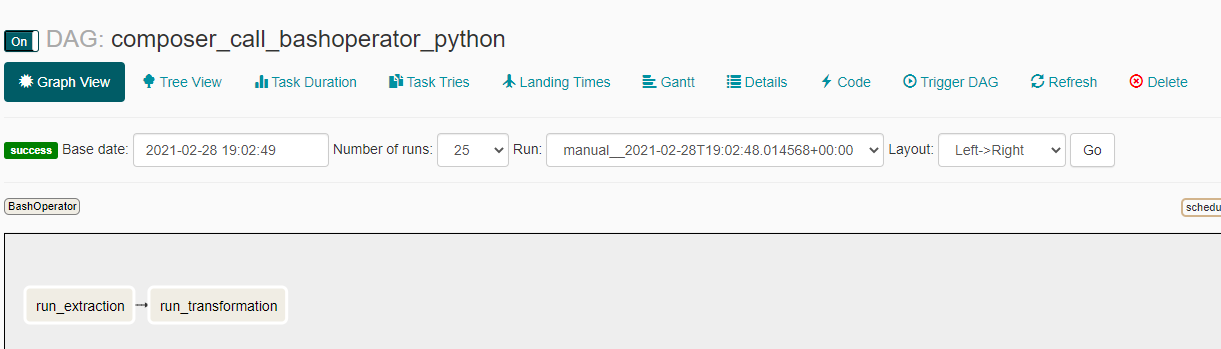 On DAG: composer_call_bashoperator_python
Graph View Tree View Task Duration Task Tries Landing Times Gantt Details Code Trigger DAG Refresh Delete
success Base date: 2021-02-28 19:02:49 Number of runs: 25 Run: manual__2021-02-28T19:02:48.014568+00:00 Layout: Left->Right Go
BashOperator schedu
run_extraction run_transformation